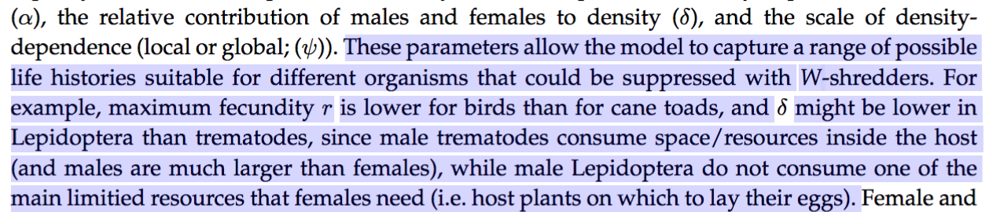 (α), the relative contribution of males and females to density (δ), and the scale of density-
dependence (local or global; (ψ)). These parameters allow the model to capture a range of possible
life histories suitable for different organisms that could be suppressed with W-shredders. For
example, maximum fecundity r is lower for birds than for cane toads, and δ might be lower in
Lepidoptera than trematodes, since male trematodes consume space/resources inside the host
(and males are much larger than females), while male Lepidoptera do not consume one of the
main limitied resources that females need (i.e. host plants on which to lay their eggs). Female and